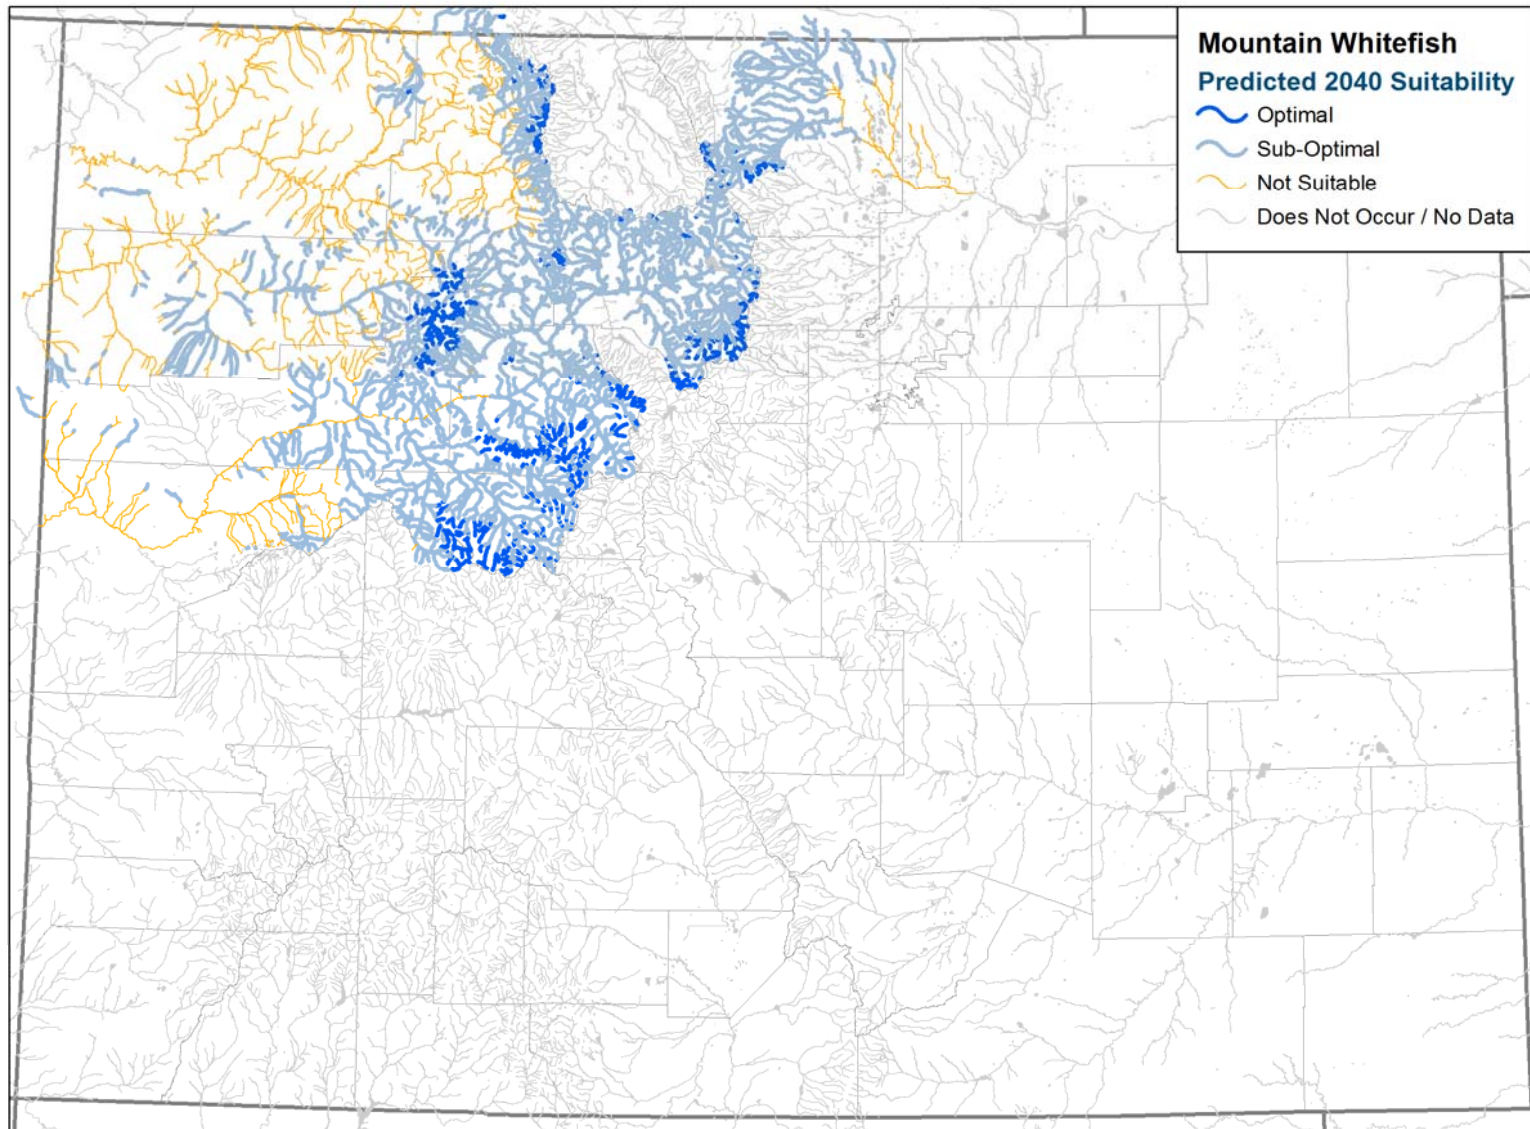 Mountain Whitefish
Predicted 2040 Suitability
Optimal
Sub-Optimal
Not Suitable
Does Not Occur / No Data